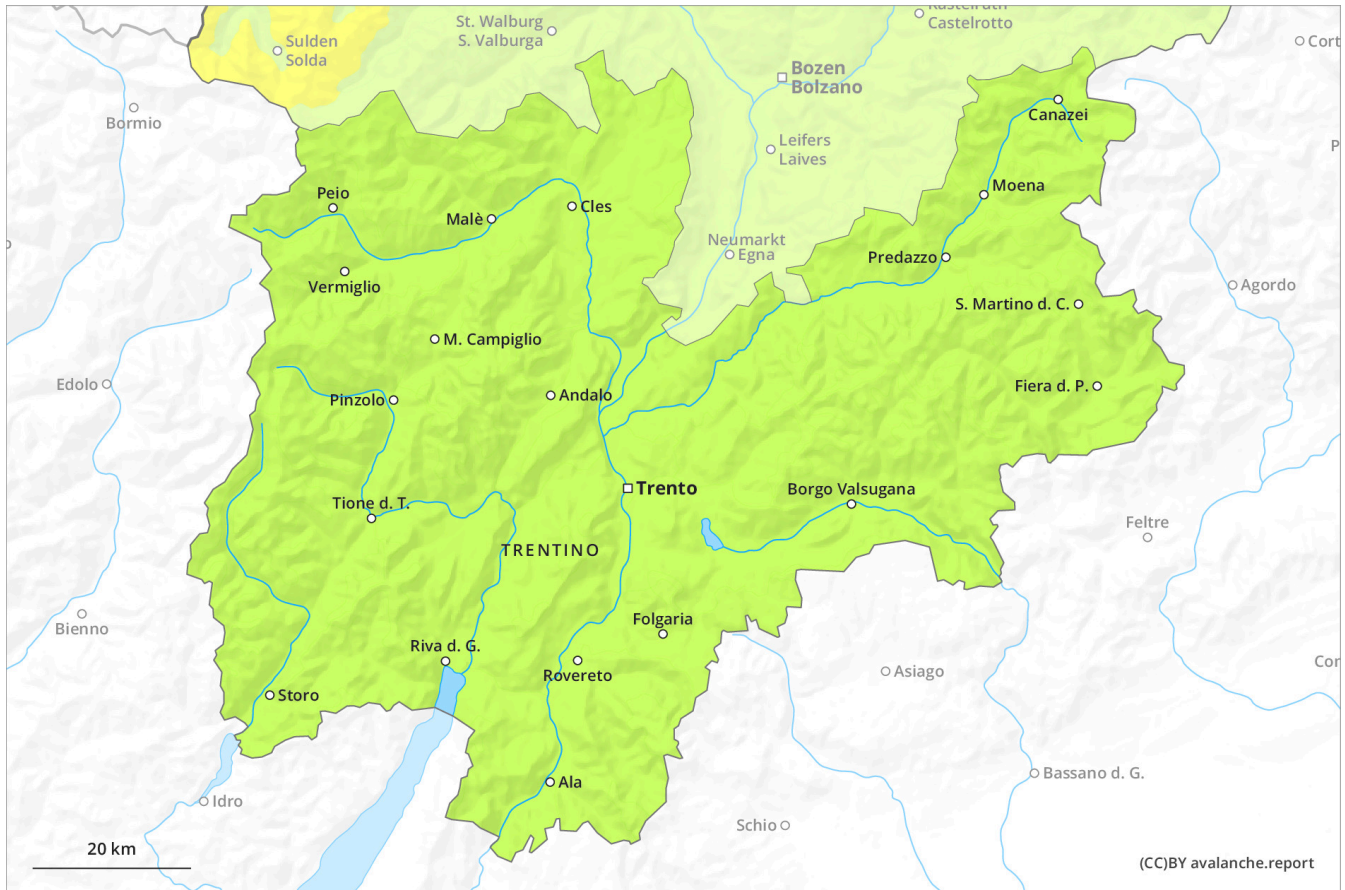 St. Walburg
S. Valburga
Castelrotto
Sulden
Solda
Cort
Bozen
Bolzano
Bormio
Canazei
Leifers
Laives
P
Peio
Malè
Cles
Moena
Neumarkt
Egna
Predazzo
Vermiglio
Agordo
S. Martino d. C.
M. Campiglio
Edolo
Pinzolo
Andalo
Fiera d. P.
Trento
Borgo Valsugana
Tione d. T.
Feltre
TRENTINO
Bienno
Folgaria
Riva d. G.
Rovereto
Asiago
Cor
Storo
Ala
Bassano d. G.
Idro
Schio
20 km
(CC)BY avalanche.report